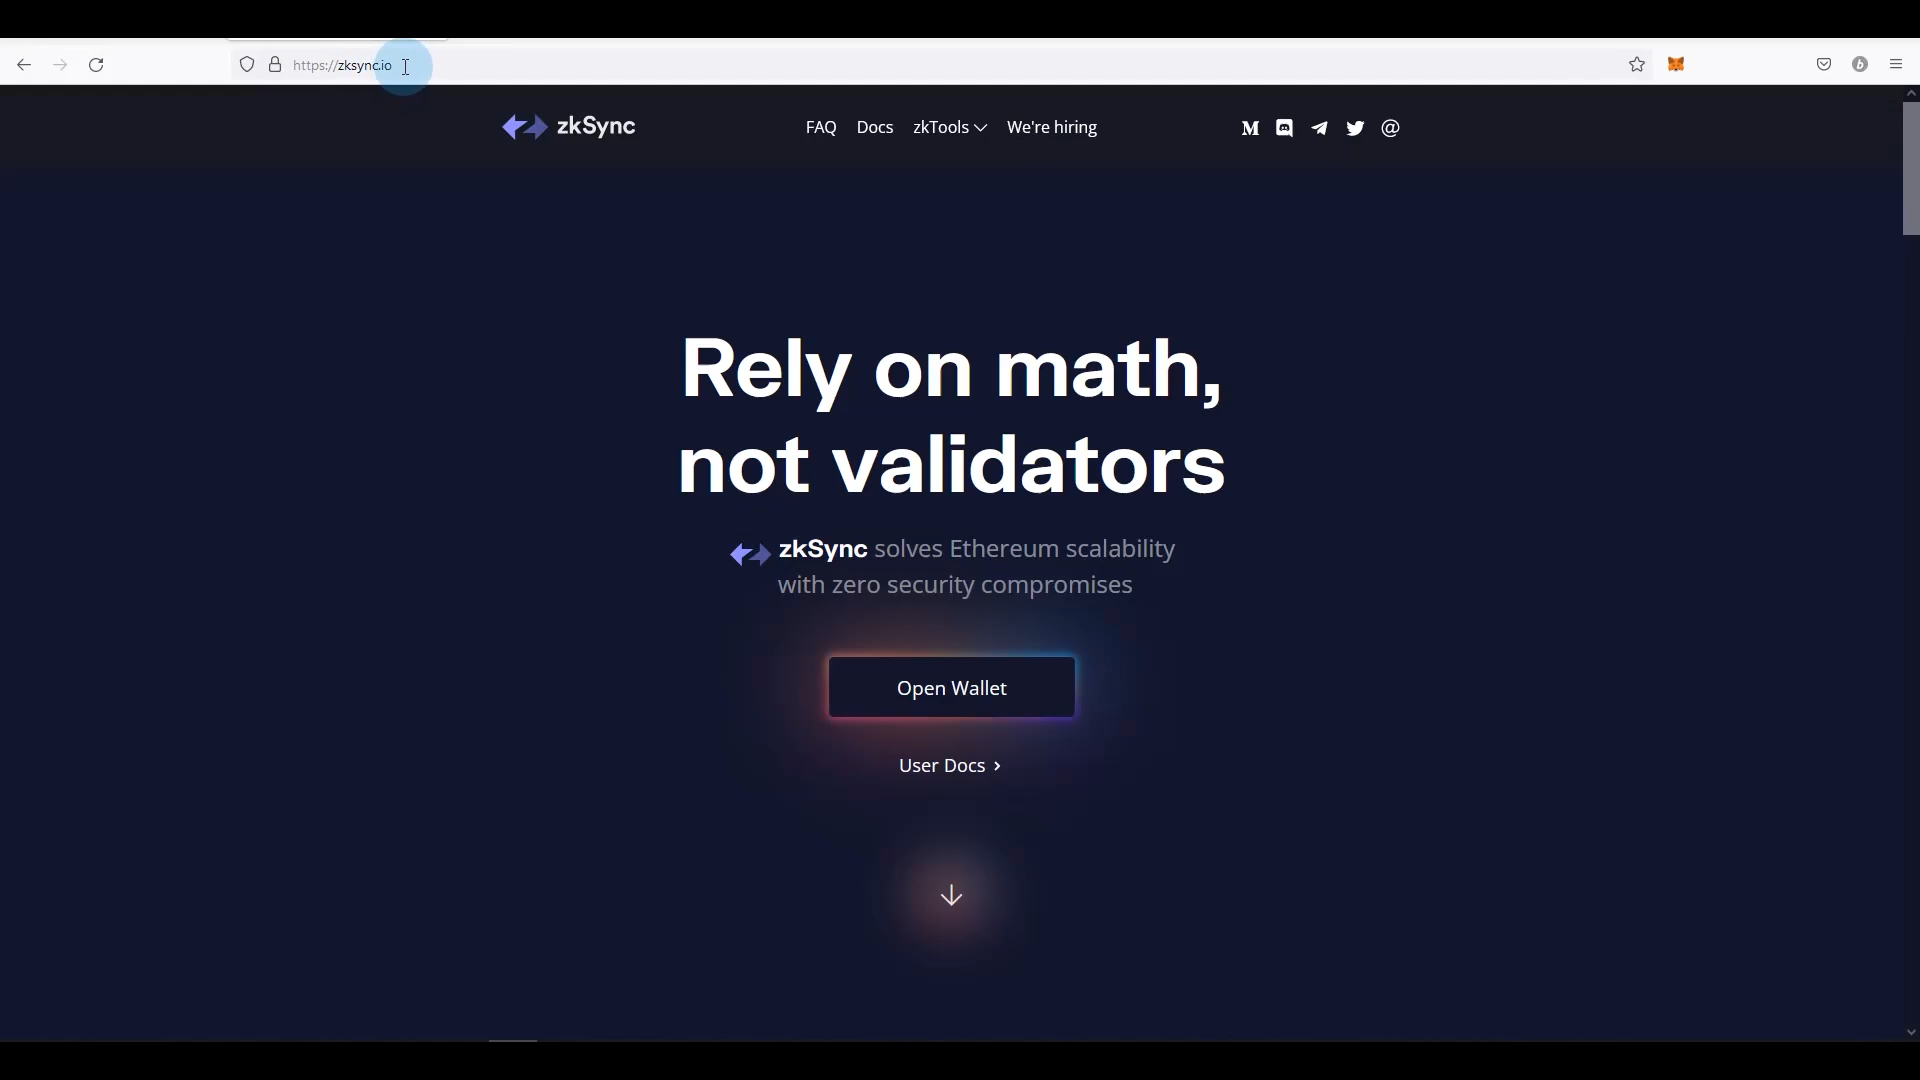 https://zksync.io
zkSync
FAQ Docs zkTools We're hiring
Rely on math,
not validators
zkSync solves Ethereum scalability
with zero security compromises
Open Wallet
User Docs